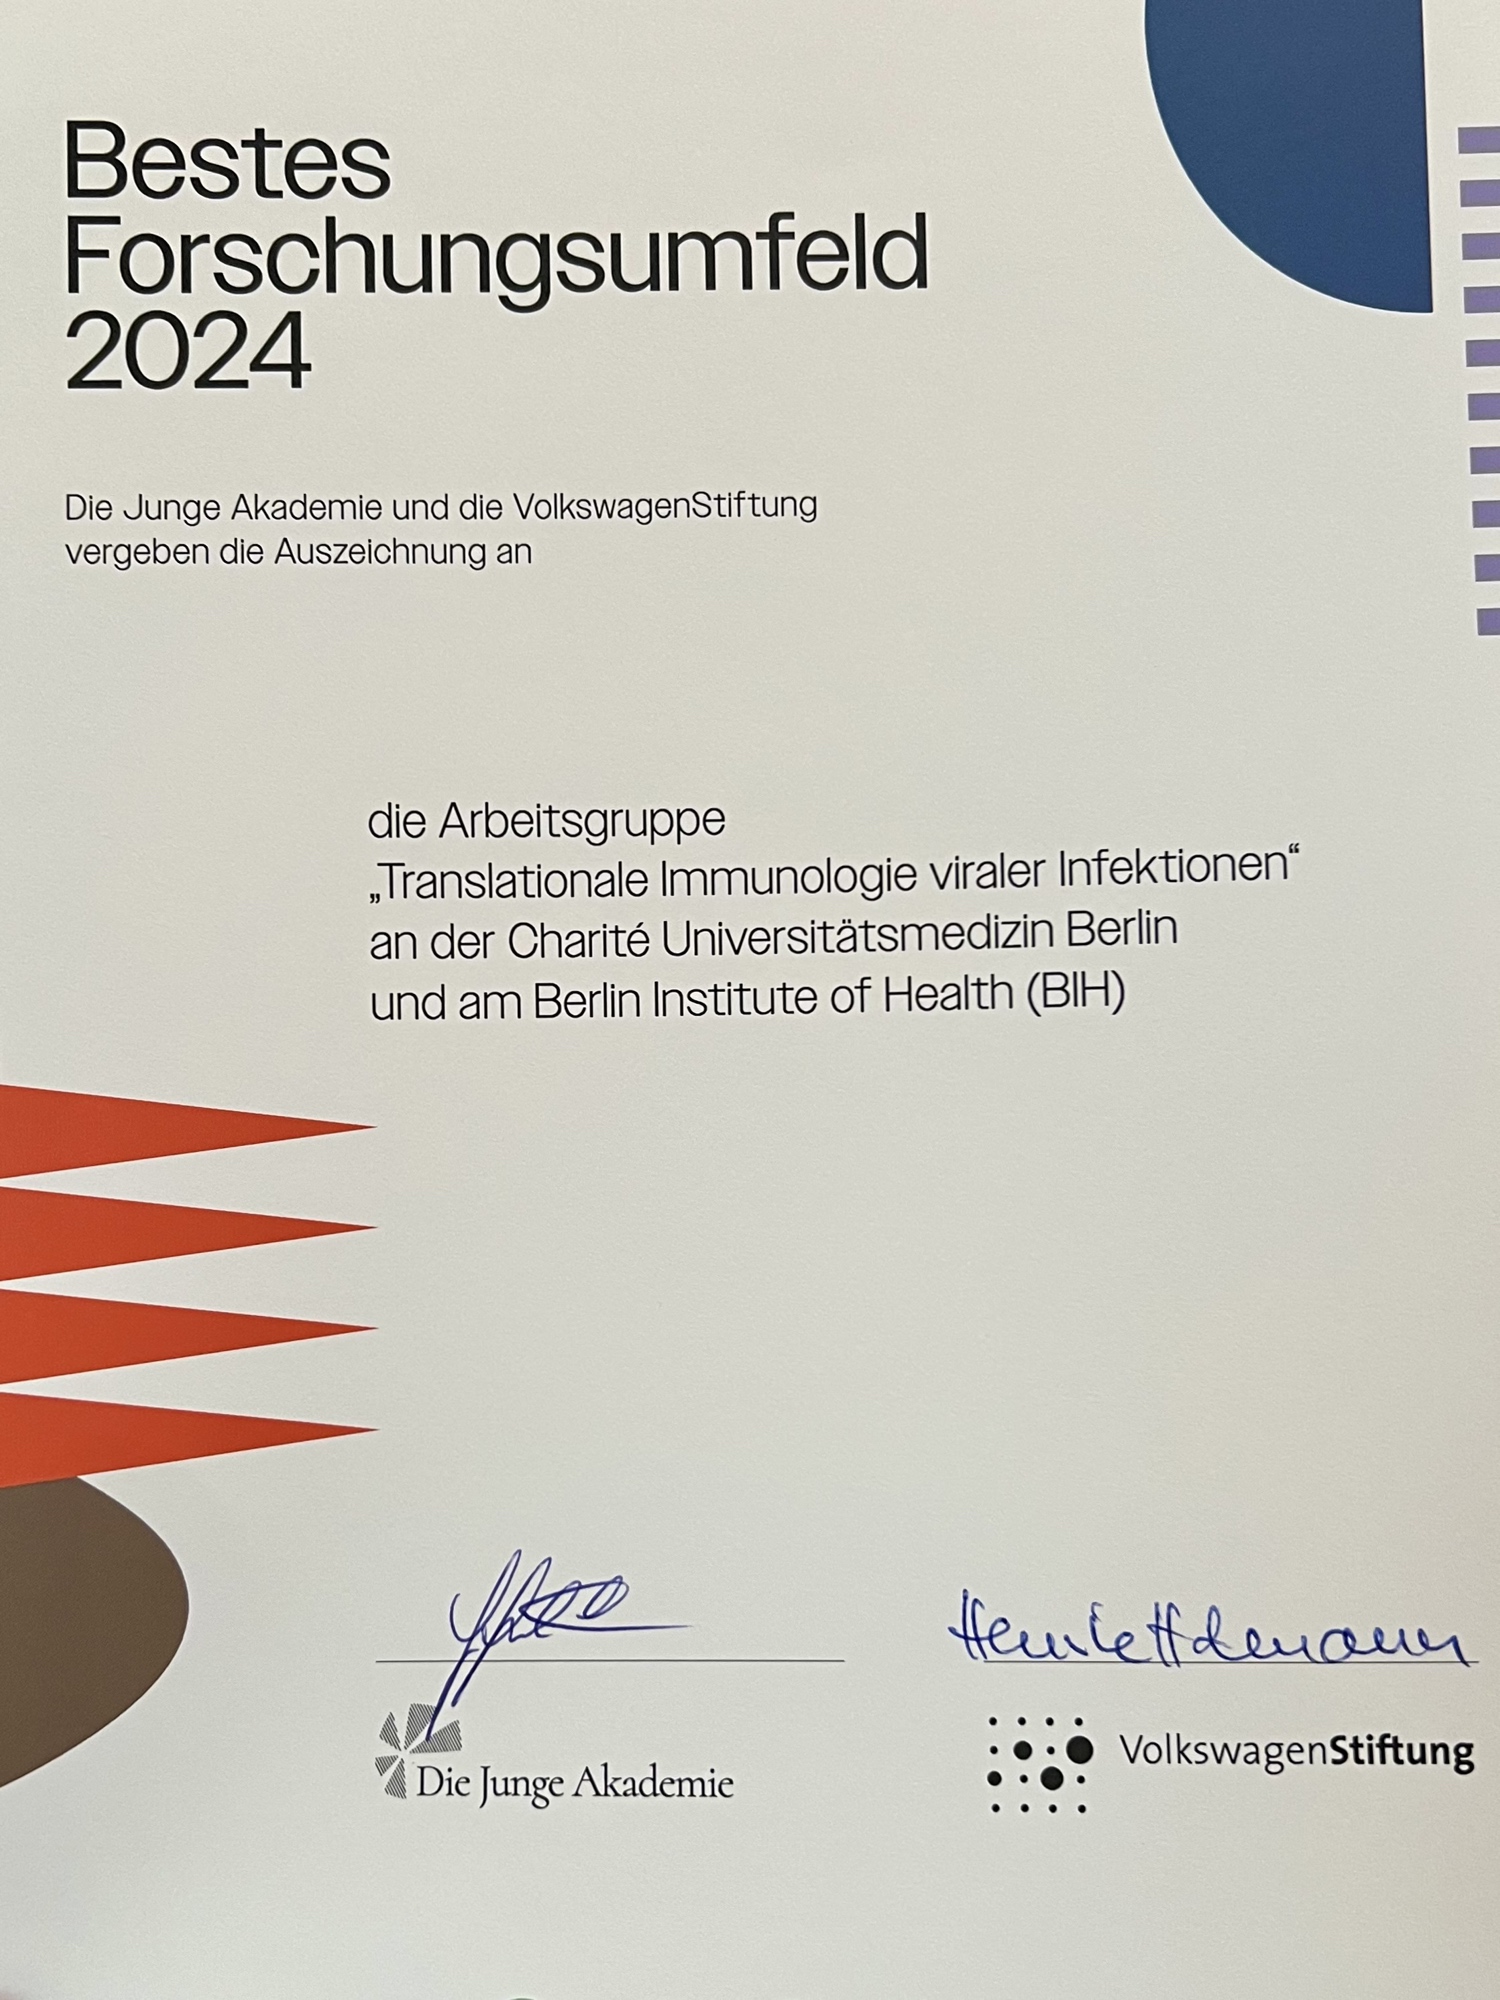 Bestes
Forschungsumfeld
2024
Die Junge Akademie und die VolkswagenStiftung
vergeben die Auszeichnung an
die Arbeitsgruppe
„Translationale Immunologie viraler Infektionen“
an der Charité Universitätsmedizin Berlin
und am Berlin Institute of Health (BIH)
Die Junge Akademie
VolkswagenStiftung